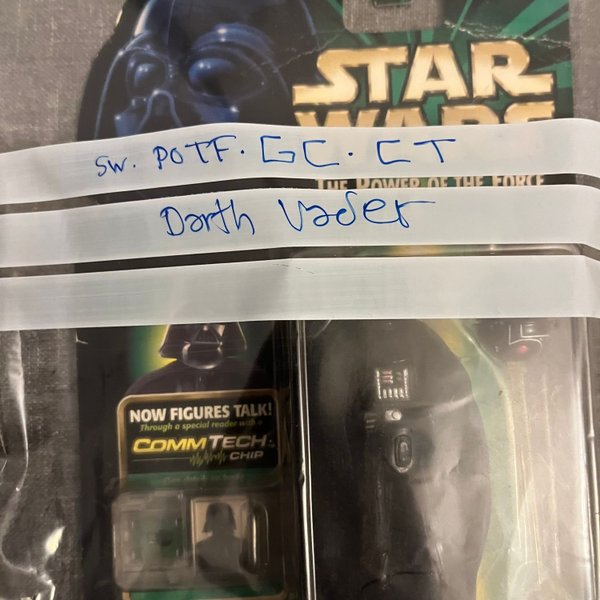 STAR
WARS
SW. POTF. GC. CT
THE POWER OF THE FORCE
Darth Vader
NOW FIGURES TALK!
Through a special reader with a
COMMTECH
CHIP